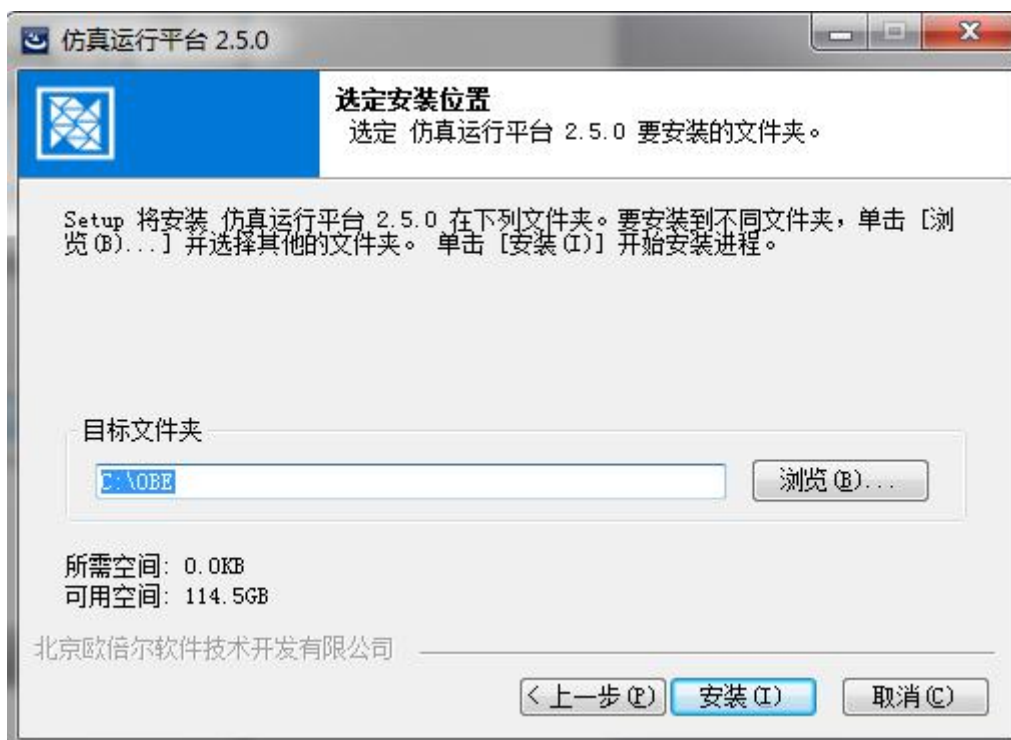 仿真运行平台 2.5.0
选定安装位置
选定 仿真运行平台 2.5.0 要安装的文件夹。
Setup 将安装 仿真运行平台 2.5.0 在下列文件夹。要安装到不同文件夹，单击 [浏
览(B)...] 并选择其他的文件夹。 单击 [安装(I)] 开始安装进程。
目标文件夹
C:\OBE
浏览(B)...
所需空间: 0.0KB
可用空间: 114.5GB
北京欧倍尔软件技术开发有限公司
< 上一步(P)
安装(I)
取消(C)